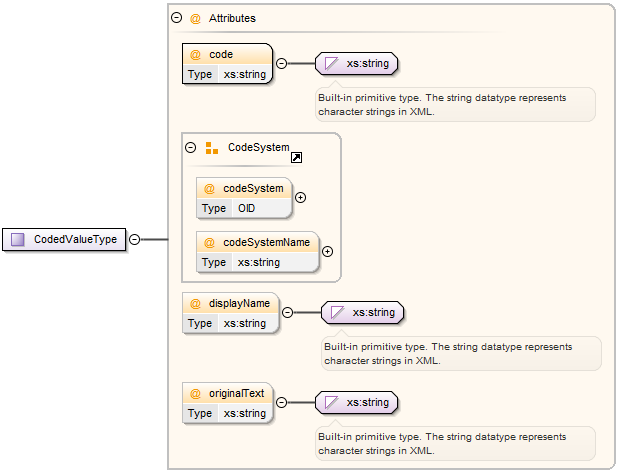 @ Attributes
@ code
Type xs:string
xs:string
Built-in primitive type. The string datatype represents
character strings in XML.
CodeSystem
@ codeSystem
Type OID
@ codeSystemName
Type xs:string
CodedValueType
@ displayName
Type xs:string
xs:string
Built-in primitive type. The string datatype represents
character strings in XML.
@ originalText
Type xs:string
xs:string
Built-in primitive type. The string datatype represents
character strings in XML.